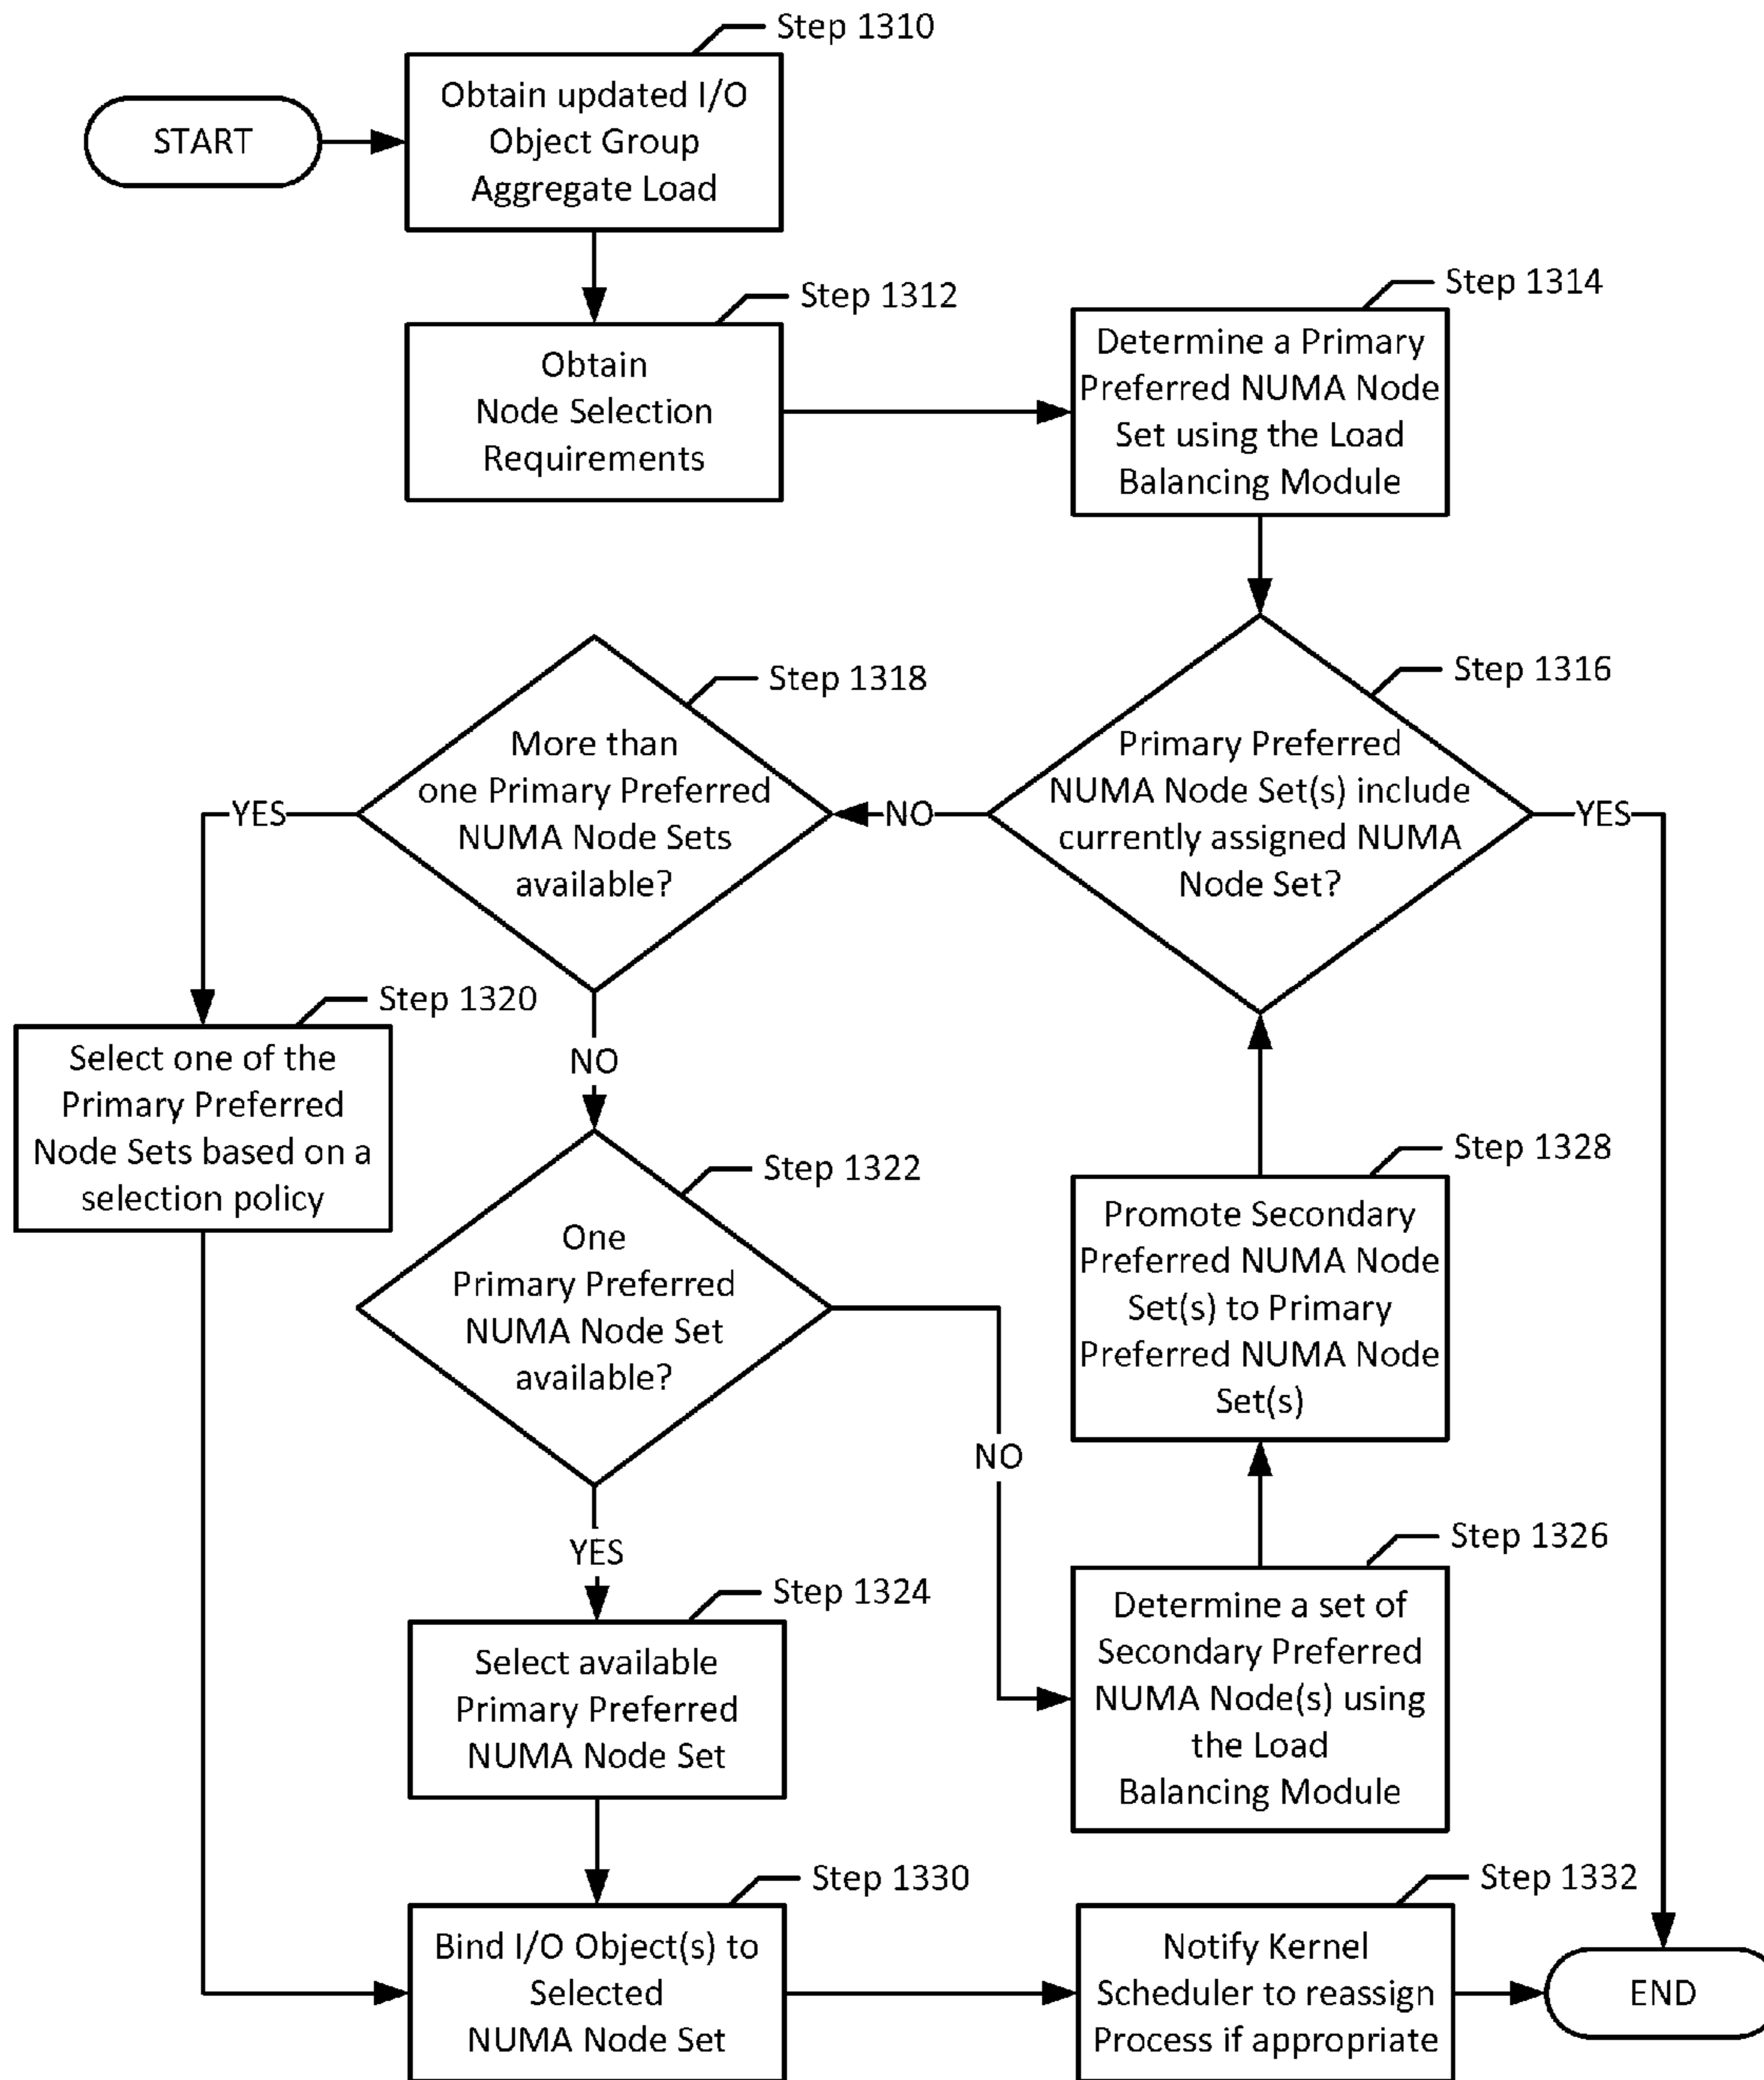 Step 1310
START
Obtain updated I/O
Object Group
Aggregate Load
Step 1312
Obtain
Node Selection
Requirements
Step 1314
Determine a Primary
Preferred NUMA Node
Set using the Load
Balancing Module
Step 1316
Primary Preferred
NUMA Node Set(s) include
currently assigned NUMA
Node Set?
YES
NO
Step 1318
More than
one Primary Preferred
NUMA Node Sets
available?
YES
NO
Step 1320
Select one of the
Primary Preferred
Node Sets based on a
selection policy
Step 1322
One
Primary Preferred
NUMA Node Set
available?
NO
YES
Step 1324
Select available
Primary Preferred
NUMA Node Set
Step 1326
Determine a set of
Secondary Preferred
NUMA Node(s) using
the Load
Balancing Module
Step 1328
Promote Secondary
Preferred NUMA Node
Set(s) to Primary
Preferred NUMA Node
Set(s)
Step 1330
Bind I/O Object(s) to
Selected
NUMA Node Set
Step 1332
Notify Kernel
Scheduler to reassign
Process if appropriate
END